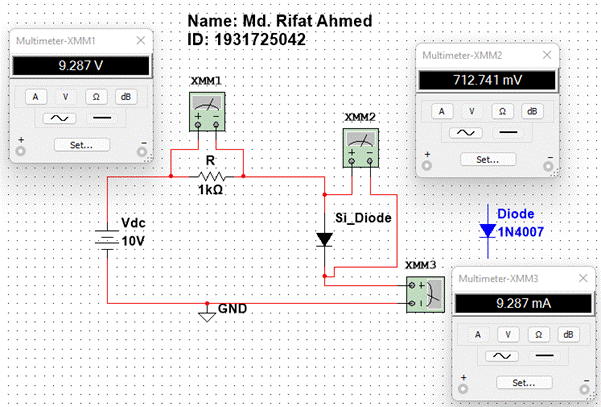 Name: Md. Rifat Ahmed
ID: 1931725042
Multimeter-XMM1
9.287 V
A V Ω dB
Set...
+ -
XMM1
+ -
R
1kΩ
XMM2
+ -
Multimeter-XMM2
712.741 mV
A V Ω dB
Set...
+ -
Vdc
10V
Si_Diode
Diode
1N4007
XMM3
+
GND
Multimeter-XMM3
9.287 mA
A V Ω dB
Set...
+ -